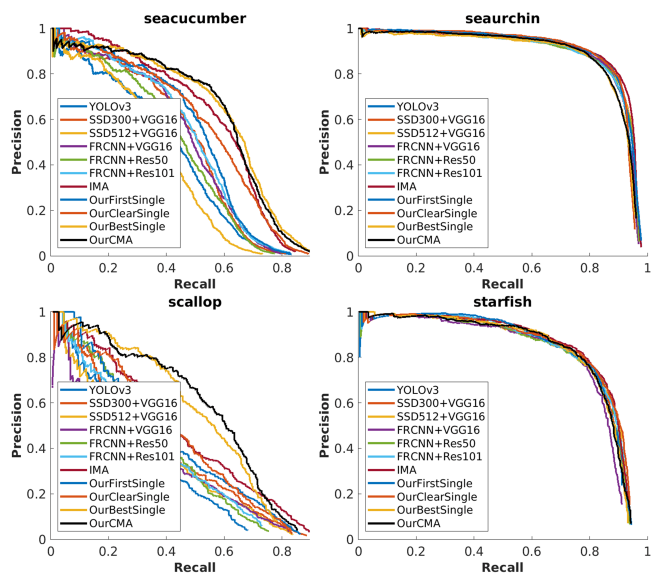 seacucumber
1
0.8
0.6
0.4
0.2
0
Precision
YOLOv3
SSD300+VGG16
SSD512+VGG16
FRCNN+VGG16
FRCNN+Res50
FRCNN+Res101
IMA
OurFirstSingle
OurClearSingle
OurBestSingle
OurCMA
0 0.2 0.4 0.6 0.8
Recall
seaurchin
1
0.8
0.6
0.4
0.2
0
Precision
YOLOv3
SSD300+VGG16
SSD512+VGG16
FRCNN+VGG16
FRCNN+Res50
FRCNN+Res101
IMA
OurFirstSingle
OurClearSingle
OurBestSingle
OurCMA
0 0.2 0.4 0.6 0.8 1
Recall
scallop
1
0.8
0.6
0.4
0.2
0
Precision
YOLOv3
SSD300+VGG16
SSD512+VGG16
FRCNN+VGG16
FRCNN+Res50
FRCNN+Res101
IMA
OurFirstSingle
OurClearSingle
OurBestSingle
OurCMA
0 0.2 0.4 0.6 0.8
Recall
starfish
1
0.8
0.6
0.4
0.2
0
Precision
YOLOv3
SSD300+VGG16
SSD512+VGG16
FRCNN+VGG16
FRCNN+Res50
FRCNN+Res101
IMA
OurFirstSingle
OurClearSingle
OurBestSingle
OurCMA
0 0.2 0.4 0.6 0.8 1
Recall